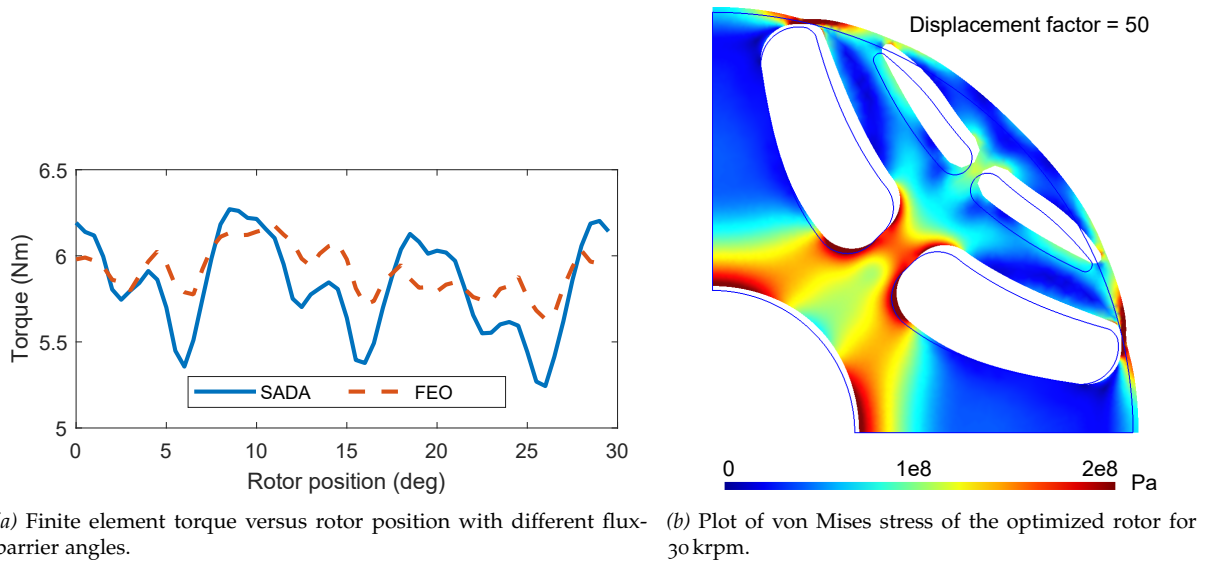 Displacement factor = 50
6.5
6
5.5
5
Torque (Nm)
SADA FEO
0 5 10 15 20 25 30
Rotor position (deg)
0 1e8 2e8
Pa
a) Finite element torque versus rotor position with different flux-
barrier angles.
(b) Plot of von Mises stress of the optimized rotor for
30 krpm.